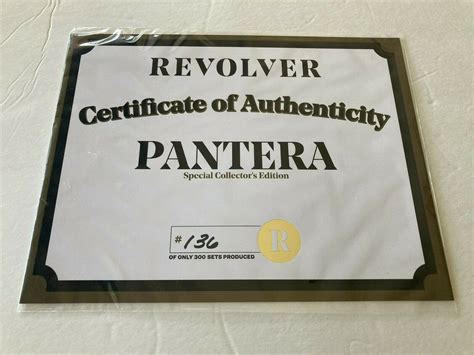 REVOLVER
Certificate of Authenticity
PANTERA
Special Collector's Edition
#136
R
OF ONLY 300 SETS PRODUCED